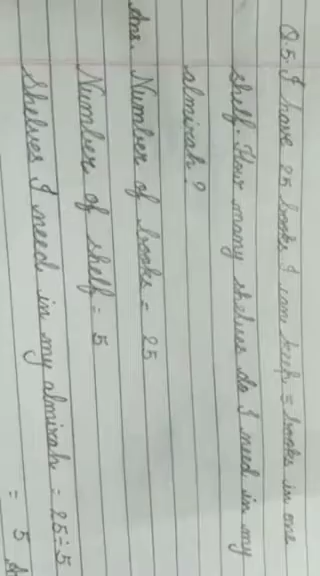 Q.5. I have 25 books I can keep 5 books in one
shelf. How many shelves do I need in my
almirah?
Ans. Number of books = 25
Number of shelf = 5
Shelves I need in my almirah = 25÷5
= 5